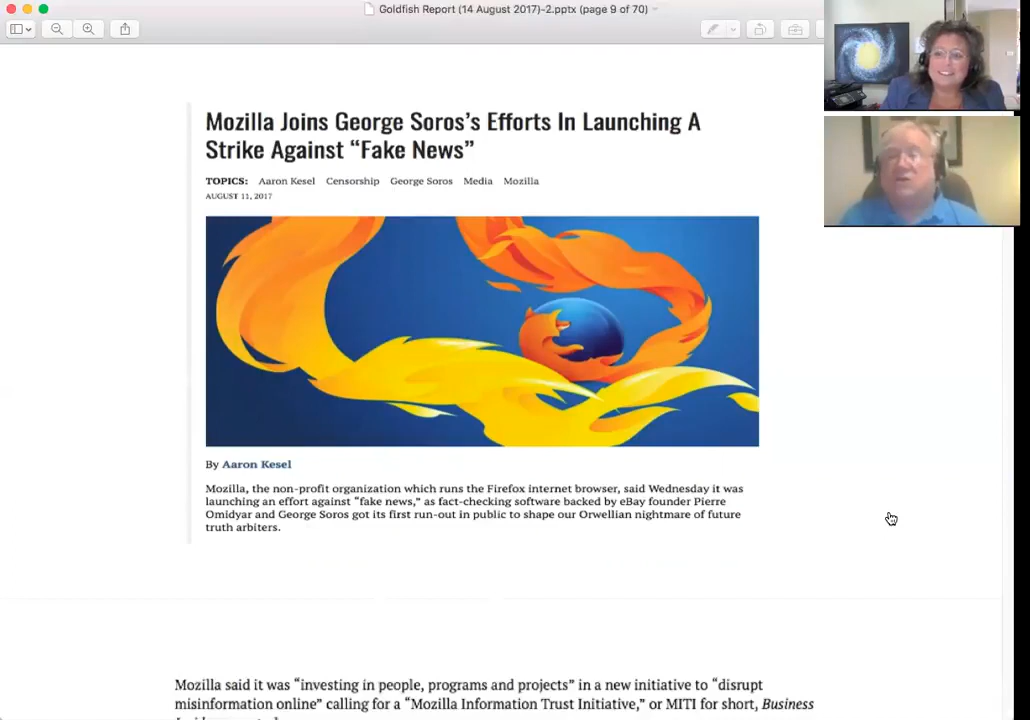 Goldfish Report (14 August 2017)-2.pptx (page 9 of 70)
Mozilla Joins George Soros's Efforts In Launching A
Strike Against “Fake News”
TOPICS: Aaron Kesel Censorship George Soros Media Mozilla
AUGUST 11, 2017
By Aaron Kesel
Mozilla, the non-profit organization which runs the Firefox internet browser, said Wednesday it was
launching an effort against “fake news,” as fact-checking software backed by eBay founder Pierre
Omidyar and George Soros got its first run-out in public to shape our Orwellian nightmare of future
truth arbiters.
Mozilla said it was “investing in people, programs and projects” in a new initiative to “disrupt
misinformation online” calling for a “Mozilla Information Trust Initiative,” or MITI for short, Business